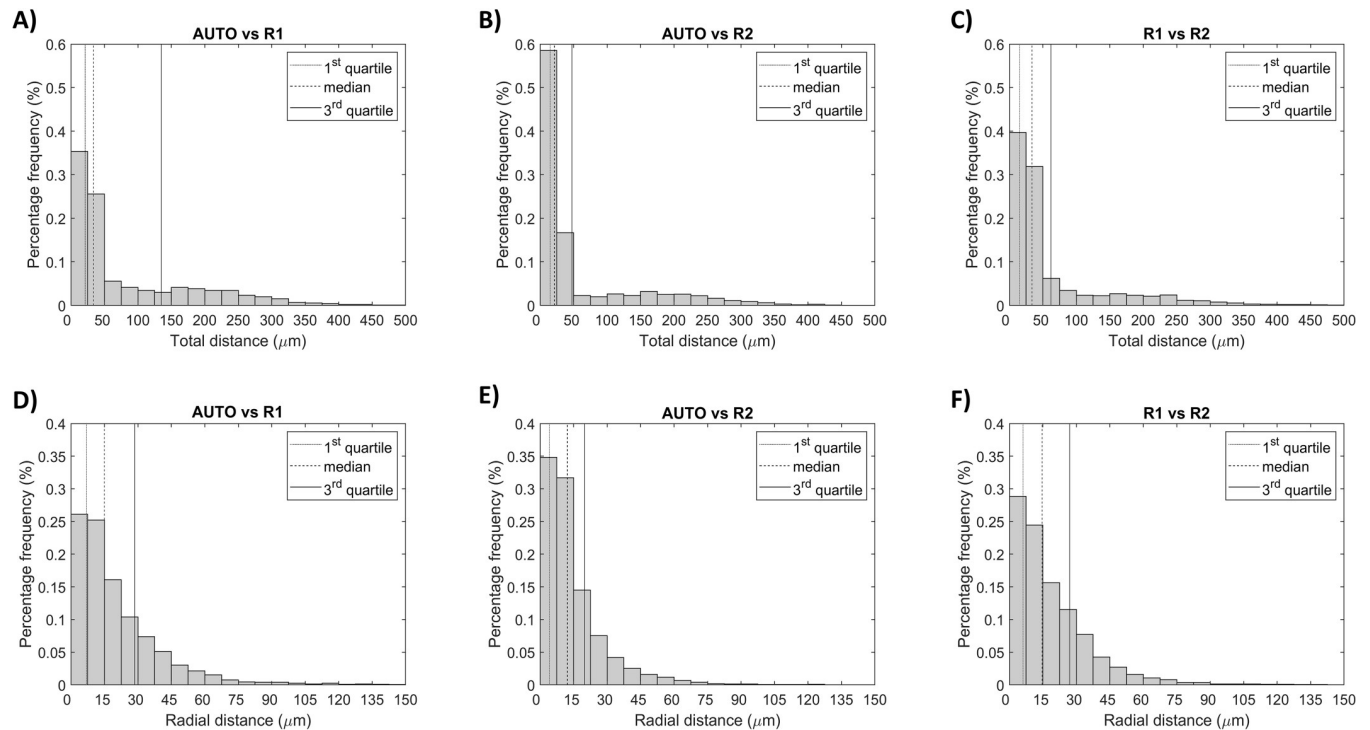 A)
AUTO vs R1
Percentage frequency (%)
0.6
0.5
0.4
0.3
0.2
0.1
0
1st quartile
median
3rd quartile
0 50 100 150 200 250 300 350 400 450 500
Total distance (μm)
B)
AUTO vs R2
Percentage frequency (%)
0.6
0.5
0.4
0.3
0.2
0.1
0
1st quartile
median
3rd quartile
0 50 100 150 200 250 300 350 400 450 500
Total distance (μm)
C)
R1 vs R2
Percentage frequency (%)
0.6
0.5
0.4
0.3
0.2
0.1
0
1st quartile
median
3rd quartile
0 50 100 150 200 250 300 350 400 450 500
Total distance (μm)
D)
AUTO vs R1
Percentage frequency (%)
0.4
0.35
0.3
0.25
0.2
0.15
0.1
0.05
0
1st quartile
median
3rd quartile
0 15 30 45 60 75 90 105 120 135 150
Radial distance (μm)
E)
AUTO vs R2
Percentage frequency (%)
0.4
0.35
0.3
0.25
0.2
0.15
0.1
0.05
0
1st quartile
median
3rd quartile
0 15 30 45 60 75 90 105 120 135 150
Radial distance (μm)
F)
R1 vs R2
Percentage frequency (%)
0.4
0.35
0.3
0.25
0.2
0.15
0.1
0.05
0
1st quartile
median
3rd quartile
0 15 30 45 60 75 90 105 120 135 150
Radial distance (μm)